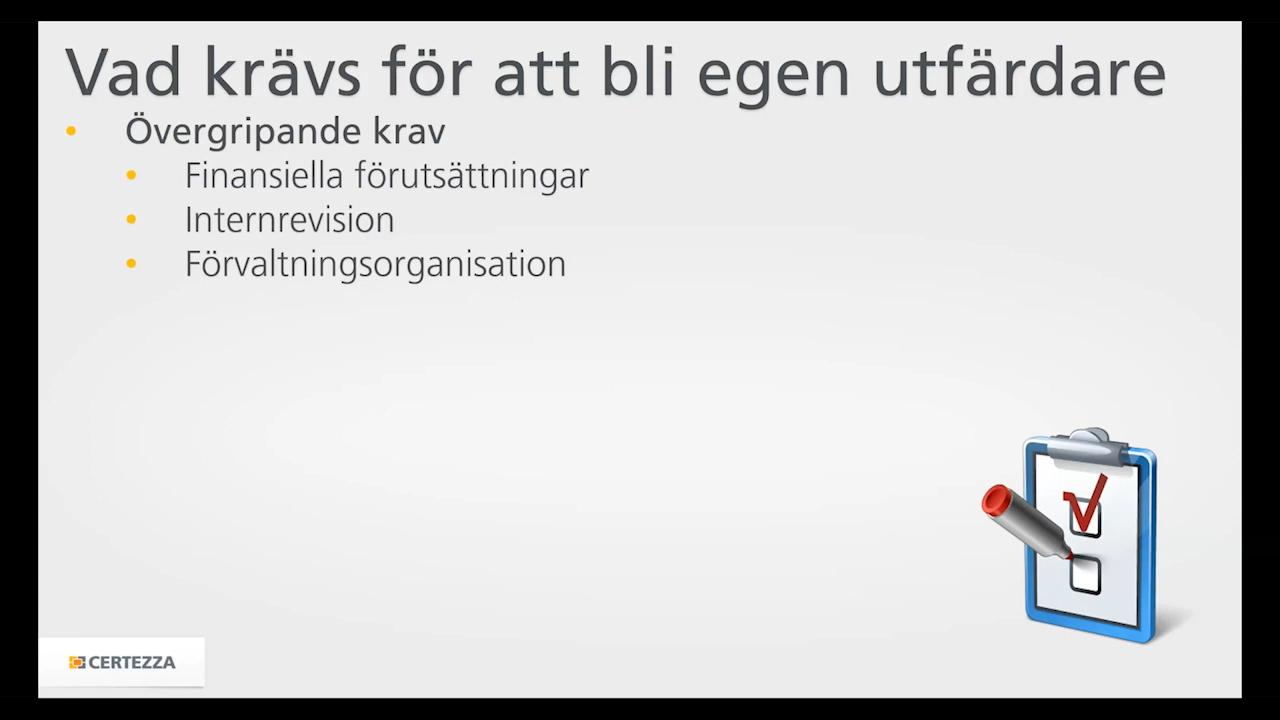 Vad krävs för att bli egen utfärdare
• Övergripande krav
• Finansiella förutsättningar
• Internrevision
• Förvaltningsorganisation
CERTEZZA